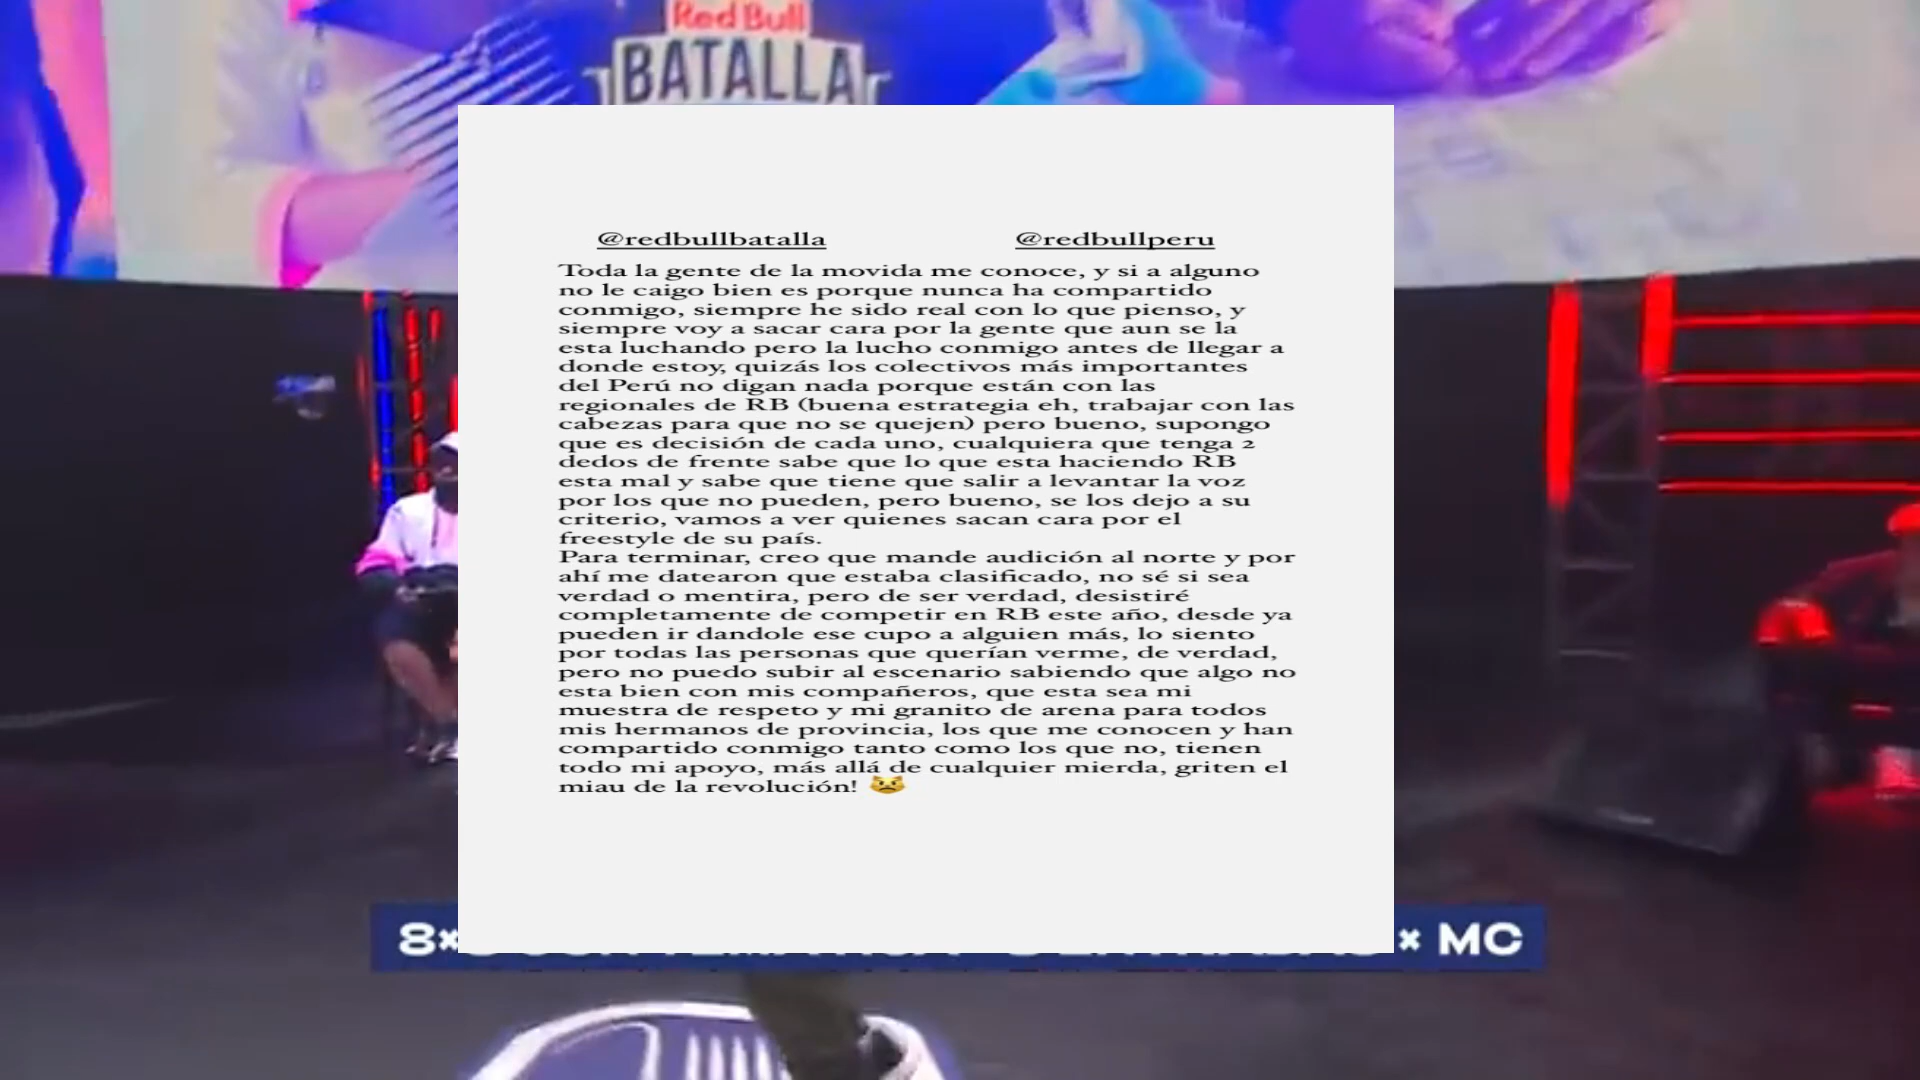 Red Bull
BATALLA
@redbullbatalla @redbullperu
Toda la gente de la movida me conoce, y si a alguno
no le caigo bien es porque nunca ha compartido
conmigo, siempre he sido real con lo que pienso, y
siempre voy a sacar cara por la gente que aun se la
esta luchando pero la lucho conmigo antes de llegar a
donde estoy, quizás los colectivos más importantes
del Perú no digan nada porque están con las
regionales de RB (buena estrategia eh, trabajar con las
cabezas para que no se quejen) pero bueno, supongo
que es decisión de cada uno, cualquiera que tenga 2
dedos de frente sabe que lo que esta haciendo RB
esta mal y sabe que tiene que salir a levantar la voz
por los que no pueden, pero bueno, se los dejo a su
criterio, vamos a ver quienes sacan cara por el
freestyle de su país.
Para terminar, creo que mande audición al norte y por
ahí me datearon que estaba clasificado, no sé si sea
verdad o mentira, pero de ser verdad, desistiré
completamente de competir en RB este año, desde ya
pueden ir dandole ese cupo a alguien más, lo siento
por todas las personas que querían verme, de verdad,
pero no puedo subir al escenario sabiendo que algo no
esta bien con mis compañeros, que esta sea mi
muestra de respeto y mi granito de arena para todos
mis hermanos de provincia, los que me conocen y han
compartido conmigo tanto como los que no, tienen
todo mi apoyo, más allá de cualquier mierda, griten el
miau de la revolución! 😾
8× × MC